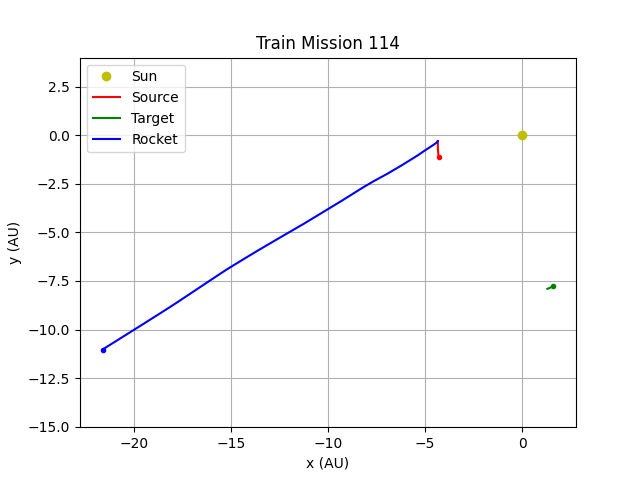 Train Mission 114
Sun
Source
Target
Rocket
2.5
0.0
−2.5
−5.0
−7.5
−10.0
−12.5
−15.0
y (AU)
−20
−15
−10
−5
0
x (AU)